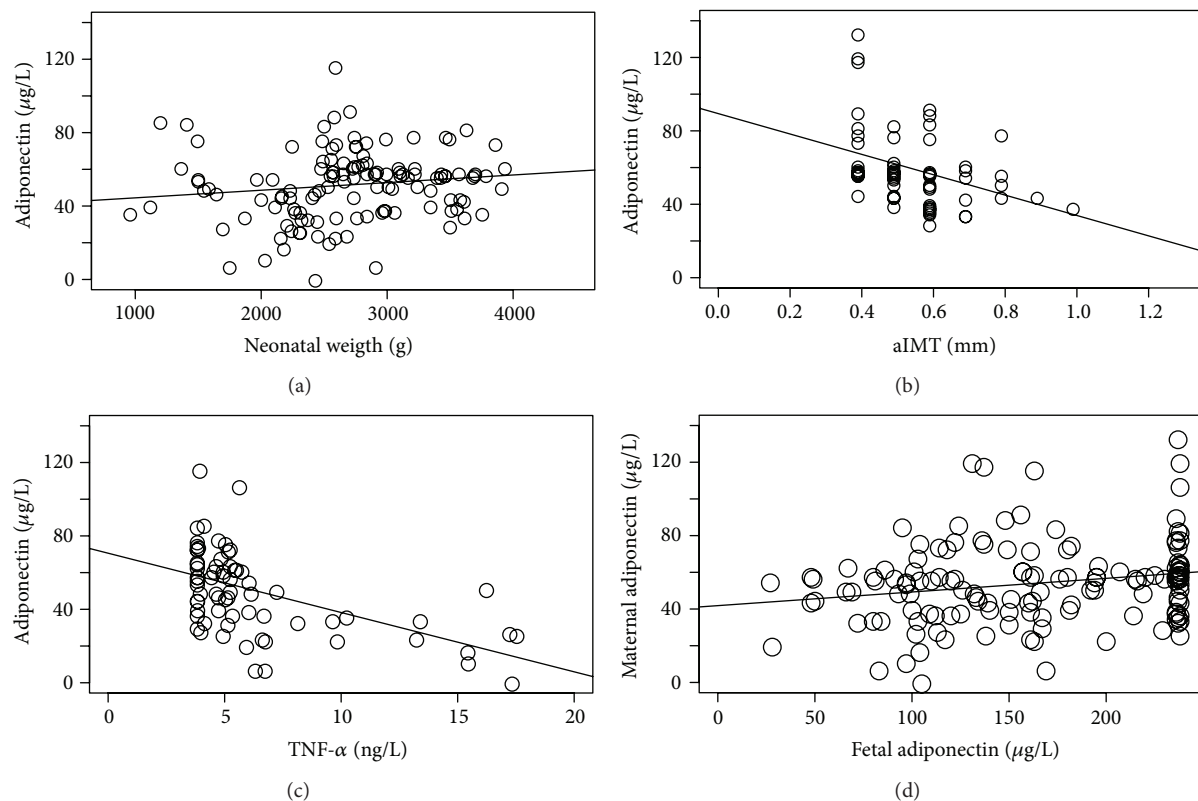 Adiponectin (μg/L)
120
80
40
0
1000 2000 3000 4000
Neonatal weigth (g)
(a)
Adiponectin (μg/L)
120
80
40
0
0.0 0.2 0.4 0.6 0.8 1.0 1.2
aIMT (mm)
(b)
Adiponectin (μg/L)
120
80
40
0
0 5 10 15 20
TNF-α (ng/L)
(c)
Maternal adiponectin (μg/L)
120
80
40
0
0 50 100 150 200
Fetal adiponectin (μg/L)
(d)